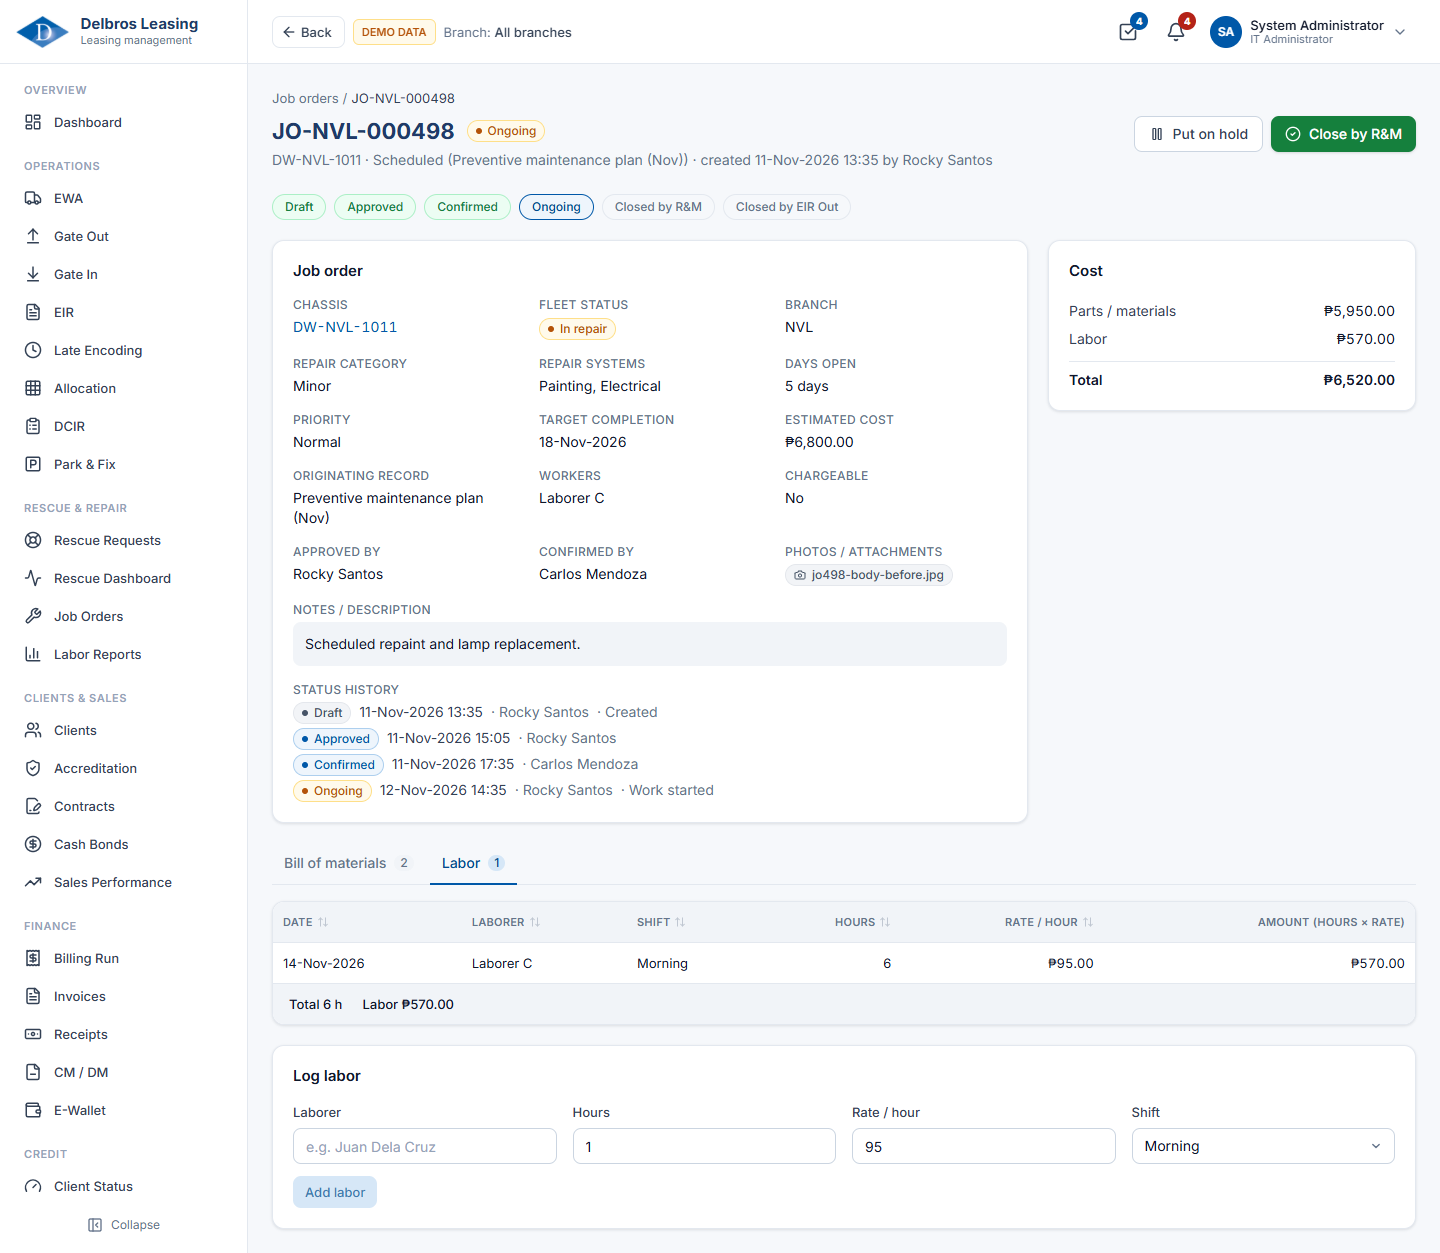 Delbros Leasing
Leasing management
Back
DEMO DATA
Branch: All branches
4
4
SA
System Administrator
IT Administrator
OVERVIEW
Dashboard
OPERATIONS
EWA
Gate Out
Gate In
EIR
Late Encoding
Allocation
DCIR
Park & Fix
RESCUE & REPAIR
Rescue Requests
Rescue Dashboard
Job Orders
Labor Reports
CLIENTS & SALES
Clients
Accreditation
Contracts
Cash Bonds
Sales Performance
FINANCE
Billing Run
Invoices
Receipts
CM / DM
E-Wallet
CREDIT
Client Status
Collapse
Job orders / JO-NVL-000498
JO-NVL-000498 Ongoing
DW-NVL-1011 · Scheduled (Preventive maintenance plan (Nov)) · created 11-Nov-2026 13:35 by Rocky Santos
Put on hold
Close by R&M
Draft Approved Confirmed Ongoing Closed by R&M Closed by EIR Out
Job order
CHASSIS
DW-NVL-1011
FLEET STATUS
In repair
BRANCH
NVL
REPAIR CATEGORY
Minor
REPAIR SYSTEMS
Painting, Electrical
DAYS OPEN
5 days
PRIORITY
Normal
TARGET COMPLETION
18-Nov-2026
ESTIMATED COST
₱6,800.00
ORIGINATING RECORD
Preventive maintenance plan
(Nov)
WORKERS
Laborer C
CHARGEABLE
No
APPROVED BY
Rocky Santos
CONFIRMED BY
Carlos Mendoza
PHOTOS / ATTACHMENTS
jo498-body-before.jpg
NOTES / DESCRIPTION
Scheduled repaint and lamp replacement.
STATUS HISTORY
Draft 11-Nov-2026 13:35 · Rocky Santos · Created
Approved 11-Nov-2026 15:05 · Rocky Santos
Confirmed 11-Nov-2026 17:35 · Carlos Mendoza
Ongoing 12-Nov-2026 14:35 · Rocky Santos · Work started
Cost
Parts / materials ₱5,950.00
Labor ₱570.00
Total ₱6,520.00
Bill of materials 2
Labor 1
DATE LABORER SHIFT HOURS RATE / HOUR AMOUNT (HOURS × RATE)
14-Nov-2026 Laborer C Morning 6 ₱95.00 ₱570.00
Total 6 h Labor ₱570.00
Log labor
Laborer
e.g. Juan Dela Cruz
Hours
1
Rate / hour
95
Shift
Morning
Add labor